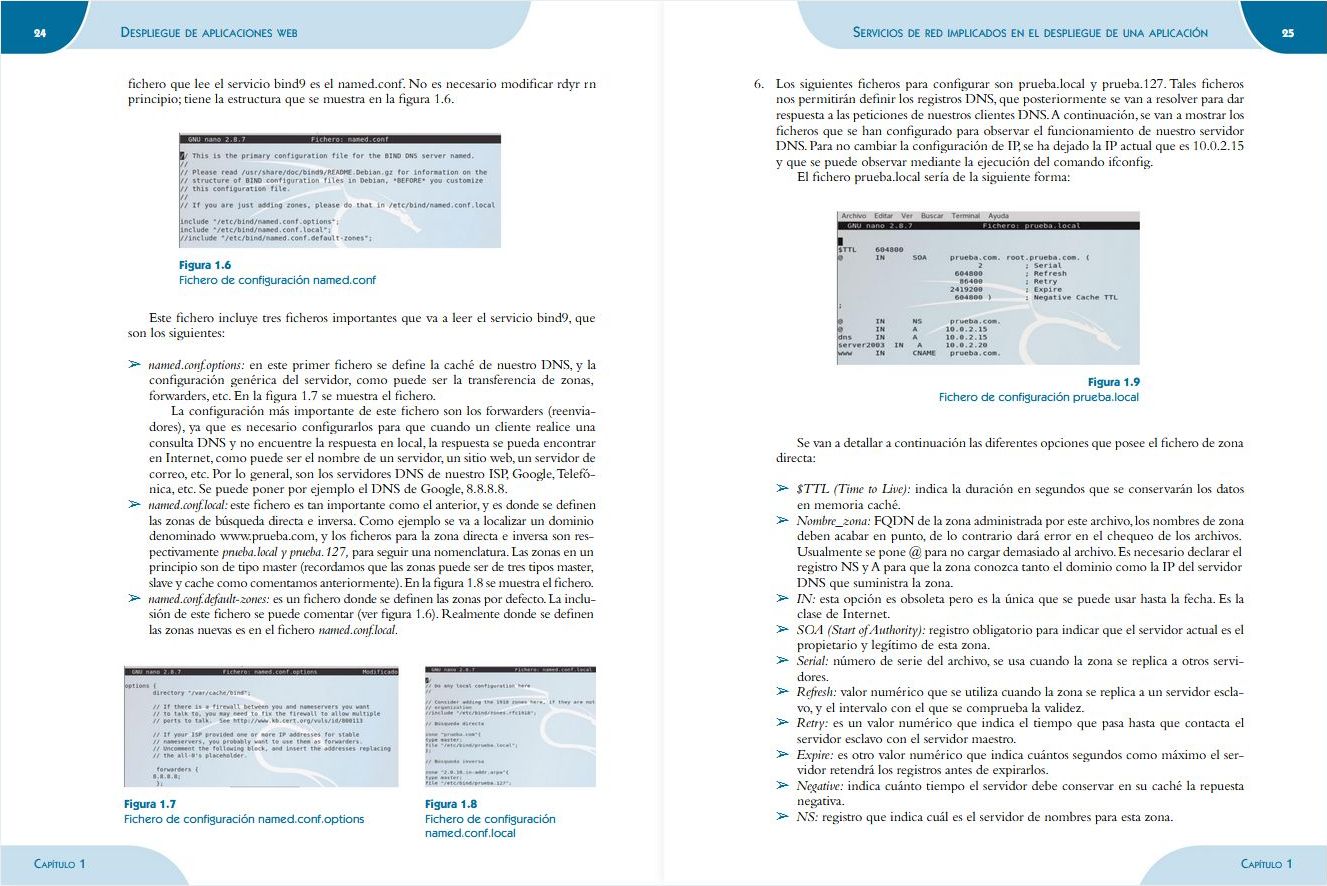 24
DESPLIEGUE DE APLICACIONES WEB
fichero que lee el servicio bind9 es el named.conf. No es necesario modificar rdyr rn
principio; tiene la estructura que se muestra en la figura 1.6.
GNU nano 2.8.7 Fichero: named.conf
// This is the primary configuration file for the BIND DNS server named.
//
// Please read /usr/share/doc/bind9/README.Debian.gz for information on the
// structure of BIND configuration files in Debian, *BEFORE* you customize
// this configuration file.
//
// If you are just adding zones, please do that in /etc/bind/named.conf.local
include "/etc/bind/named.conf.options";
include "/etc/bind/named.conf.local";
//include "/etc/bind/named.conf.default-zones";
Figura 1.6
Fichero de configuración named.conf
Este fichero incluye tres ficheros importantes que va a leer el servicio bind9, que
son los siguientes:
➢ named.conf.options: en este primer fichero se define la caché de nuestro DNS, y la
configuración genérica del servidor, como puede ser la transferencia de zonas,
forwarders, etc. En la figura 1.7 se muestra el fichero.
La configuración más importante de este fichero son los forwarders (reenvia-
dores), ya que es necesario configurarlos para que cuando un cliente realice una
consulta DNS y no encuentre la respuesta en local, la respuesta se pueda encontrar
en Internet, como puede ser el nombre de un servidor, un sitio web, un servidor de
correo, etc. Por lo general, son los servidores DNS de nuestro ISP, Google, Telefó-
nica, etc. Se puede poner por ejemplo el DNS de Google, 8.8.8.8.
➢ named.conf.local: este fichero es tan importante como el anterior, y es donde se definen
las zonas de búsqueda directa e inversa. Como ejemplo se va a localizar un dominio
denominado www.prueba.com, y los ficheros para la zona directa e inversa son res-
pectivamente prueba.local y prueba.127, para seguir una nomenclatura. Las zonas en un
principio son de tipo master (recordamos que las zonas puede ser de tres tipos master,
slave y cache como comentamos anteriormente). En la figura 1.8 se muestra el fichero.
➢ named.conf.default-zones: es un fichero donde se definen las zonas por defecto. La inclu-
sión de este fichero se puede comentar (ver figura 1.6). Realmente donde se definen
las zonas nuevas es en el fichero named.conf.local.
GNU nano 2.8.7 Fichero: named.conf.options Modificado
options {
directory "/var/cache/bind";
// If there is a firewall between you and nameservers you want
// to talk to, you may need to fix the firewall to allow multiple
// ports to talk. See http://www.kb.cert.org/vuls/id/800113
// If your ISP provided one or more IP addresses for stable
// nameservers, you probably want to use them as forwarders.
// Uncomment the following block, and insert the addresses replacing
// the all-0's placeholder.
forwarders {
8.8.8.8;
};
Figura 1.7
Fichero de configuración named.conf.options
GNU nano 2.8.7 Fichero: named.conf.local
//
// Do any local configuration here
//
// Consider adding the 1918 zones here, if they are not
// organization
//include "/etc/bind/zones.rfc1918";
// Búsqueda directa
zone "prueba.com"{
type master;
file "/etc/bind/prueba.local";
};
// Búsqueda inversa
zone "2.0.10.in-addr.arpa"{
type master;
file "/etc/bind/prueba.127";
Figura 1.8
Fichero de configuración
named.conf.local
CAPÍTULO 1
SERVICIOS DE RED IMPLICADOS EN EL DESPLIEGUE DE UNA APLICACIÓN
25
6. Los siguientes ficheros para configurar son prueba.local y prueba.127. Tales ficheros
nos permitirán definir los registros DNS, que posteriormente se van a resolver para dar
respuesta a las peticiones de nuestros clientes DNS. A continuación, se van a mostrar los
ficheros que se han configurado para observar el funcionamiento de nuestro servidor
DNS. Para no cambiar la configuración de IP, se ha dejado la IP actual que es 10.0.2.15
y que se puede observar mediante la ejecución del comando ifconfig.
El fichero prueba.local sería de la siguiente forma:
Archivo Editar Ver Buscar Terminal Ayuda
GNU nano 2.8.7 Fichero: prueba.local
$TTL 604800
@ IN SOA prueba.com. root.prueba.com. (
2 ; Serial
604800 ; Refresh
86400 ; Retry
2419200 ; Expire
604800 ) ; Negative Cache TTL
;
@ IN NS prueba.com.
@ IN A 10.0.2.15
dns IN A 10.0.2.15
server2003 IN A 10.0.2.20
www IN CNAME prueba.com.
Figura 1.9
Fichero de configuración prueba.local
Se van a detallar a continuación las diferentes opciones que posee el fichero de zona
directa:
➢ $TTL (Time to Live): indica la duración en segundos que se conservarán los datos
en memoria caché.
➢ Nombre_zona: FQDN de la zona administrada por este archivo, los nombres de zona
deben acabar en punto, de lo contrario dará error en el chequeo de los archivos.
Usualmente se pone @ para no cargar demasiado al archivo. Es necesario declarar el
registro NS y A para que la zona conozca tanto el dominio como la IP del servidor
DNS que suministra la zona.
➢ IN: esta opción es obsoleta pero es la única que se puede usar hasta la fecha. Es la
clase de Internet.
➢ SOA (Start of Authority): registro obligatorio para indicar que el servidor actual es el
propietario y legítimo de esta zona.
➢ Serial: número de serie del archivo, se usa cuando la zona se replica a otros servi-
dores.
➢ Refresh: valor numérico que se utiliza cuando la zona se replica a un servidor escla-
vo, y el intervalo con el que se comprueba la validez.
➢ Retry: es un valor numérico que indica el tiempo que pasa hasta que contacta el
servidor esclavo con el servidor maestro.
➢ Expire: es otro valor numérico que indica cuántos segundos como máximo el ser-
vidor retendrá los registros antes de expirarlos.
➢ Negative: indica cuánto tiempo el servidor debe conservar en su caché la repuesta
negativa.
➢ NS: registro que indica cuál es el servidor de nombres para esta zona.
CAPÍTULO 1